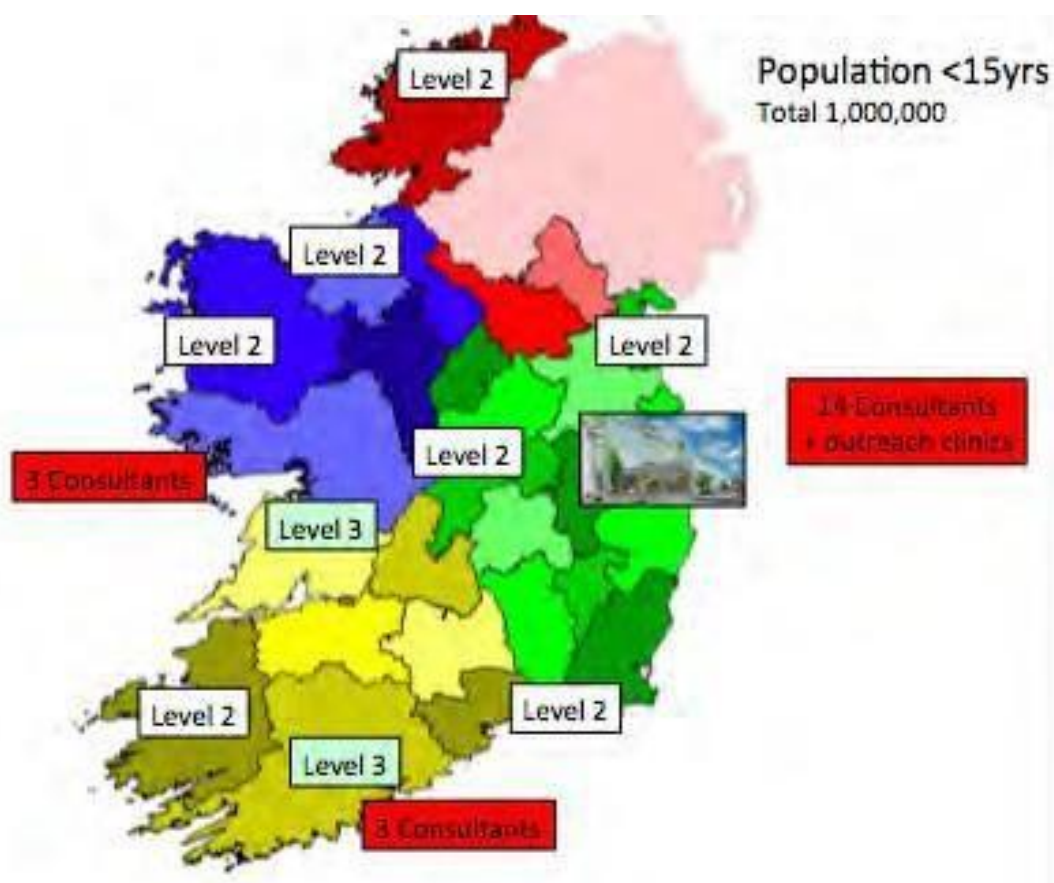 Level 2
Population <15yrs
Total 1,000,000
Level 2
Level 2
Level 2
14 Consultants
+ outreach clinics
Level 2
3 Consultants
Level 3
Level 2
Level 2
Level 3
3 Consultants